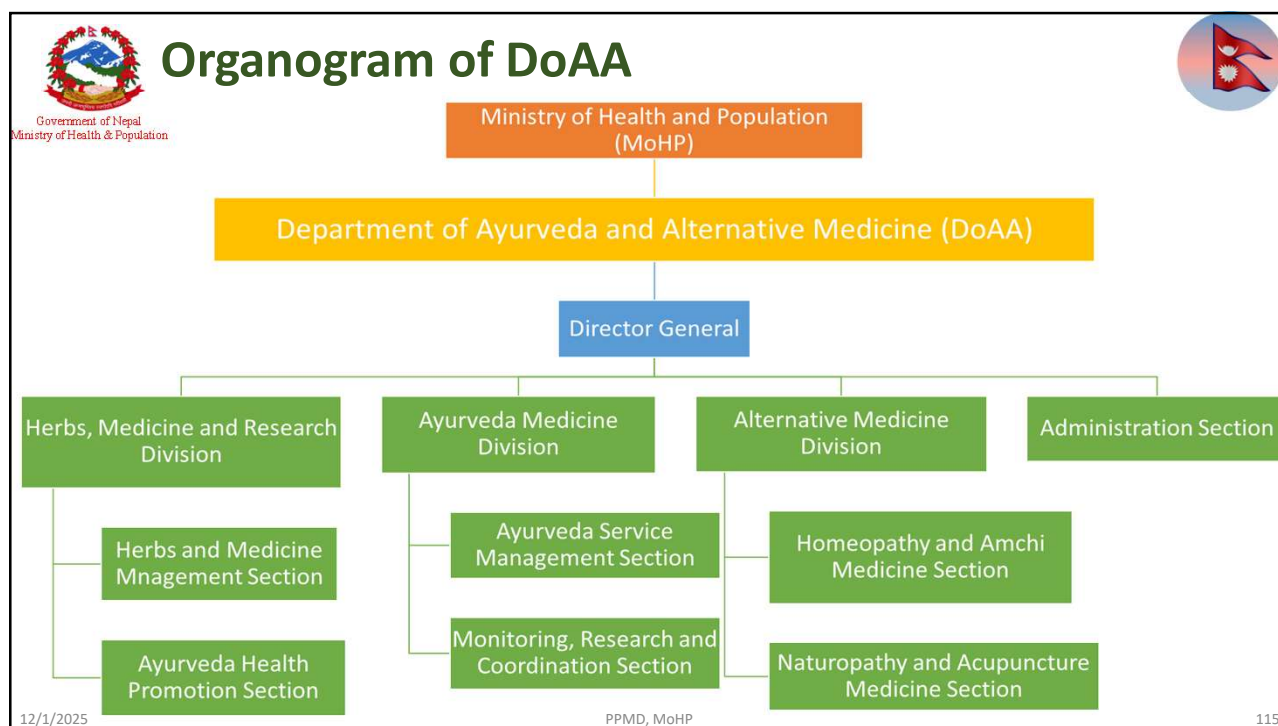 Organogram of DoAA
Government of Nepal
Ministry of Health & Population
Ministry of Health and Population
(MoHP)
Department of Ayurveda and Alternative Medicine (DoAA)
Director General
Herbs, Medicine and Research
Division
Ayurveda Medicine
Division
Alternative Medicine
Division
Administration Section
Herbs and Medicine
Mnagement Section
Ayurveda Health
Promotion Section
Ayurveda Service
Management Section
Monitoring, Research and
Coordination Section
Homeopathy and Amchi
Medicine Section
Naturopathy and Acupuncture
Medicine Section
12/1/2025
PPMD, MoHP
115